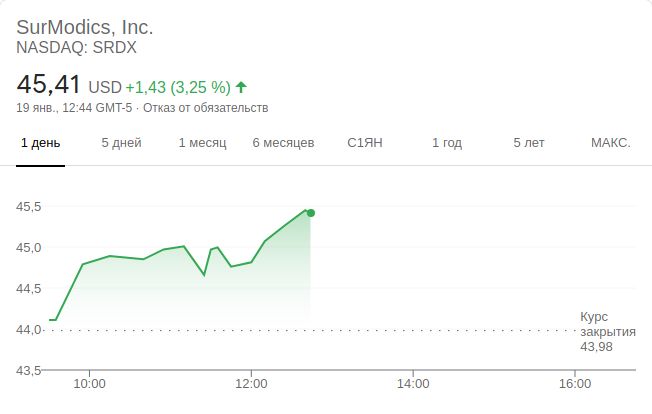 SurModics, Inc.
NASDAQ: SRDX
45,41 USD +1,43 (3,25 %)
19 янв., 12:44 GMT-5 · Отказ от обязательств
1 день 5 дней 1 месяц 6 месяцев С1ЯН 1 год 5 лет МАКС.
45,5
45,0
44,5
44,0
43,5
Курс
закрытия
43,98
10:00 12:00 14:00 16:00